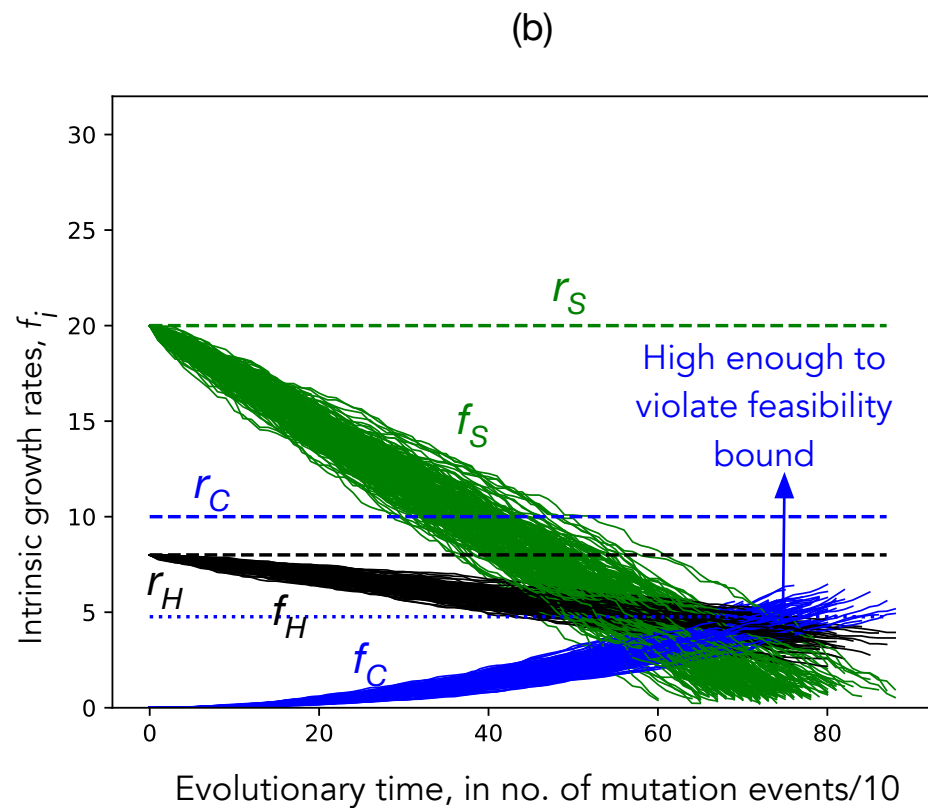 (b)
30
25
20
15
10
5
0
Intrinsic growth rates, f_i
r_S
High enough to
violate feasibility
bound
f_S
r_C
r_H
f_H
f_C
0 20 40 60 80
Evolutionary time, in no. of mutation events/10